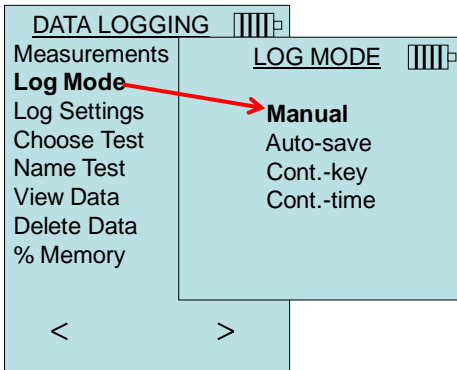 DATA LOGGING
Measurements
Log Mode
Log Settings
Choose Test
Name Test
View Data
Delete Data
% Memory
< >
LOG MODE
Manual
Auto-save
Cont.-key
Cont.-time